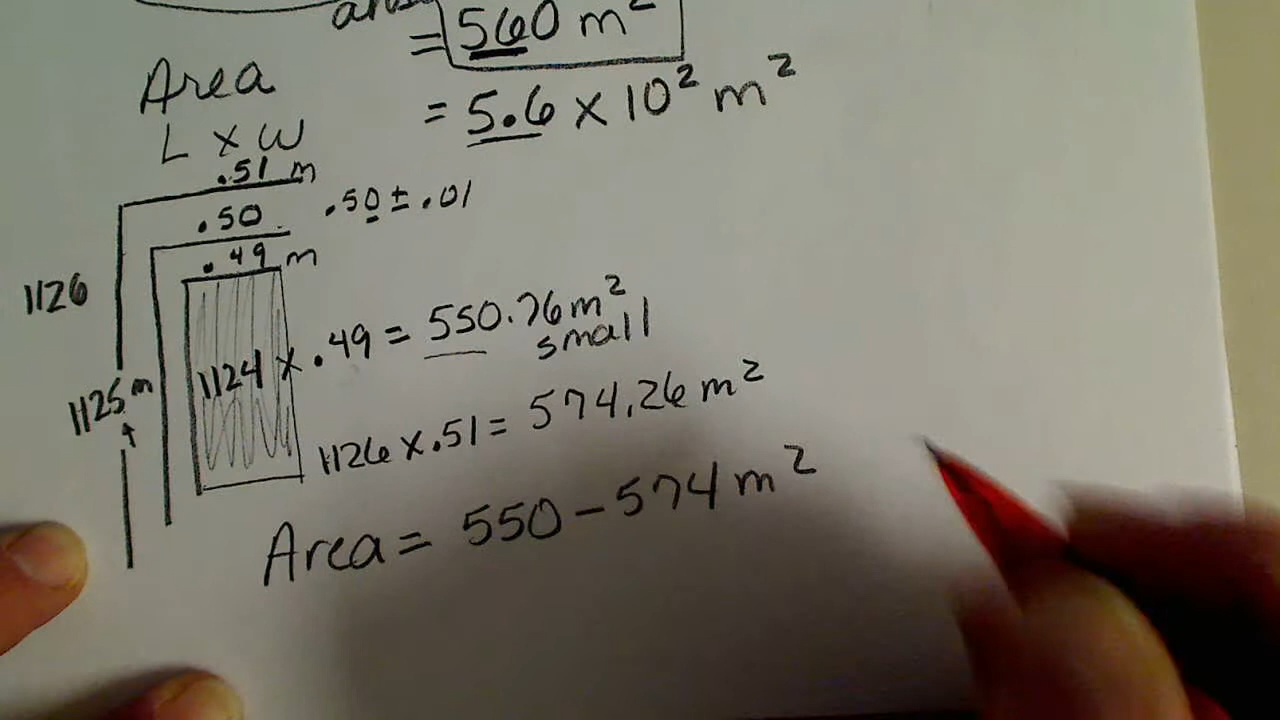 = 560 m²
= 5.6 × 10² m²
Area
L × W
.51 m
.50 .50 ± .01
.49 m
1126
1124 × .49 = 550.76 m²
small
1125 m
1126 × .51 = 574.26 m²
Area = 550 - 574 m²